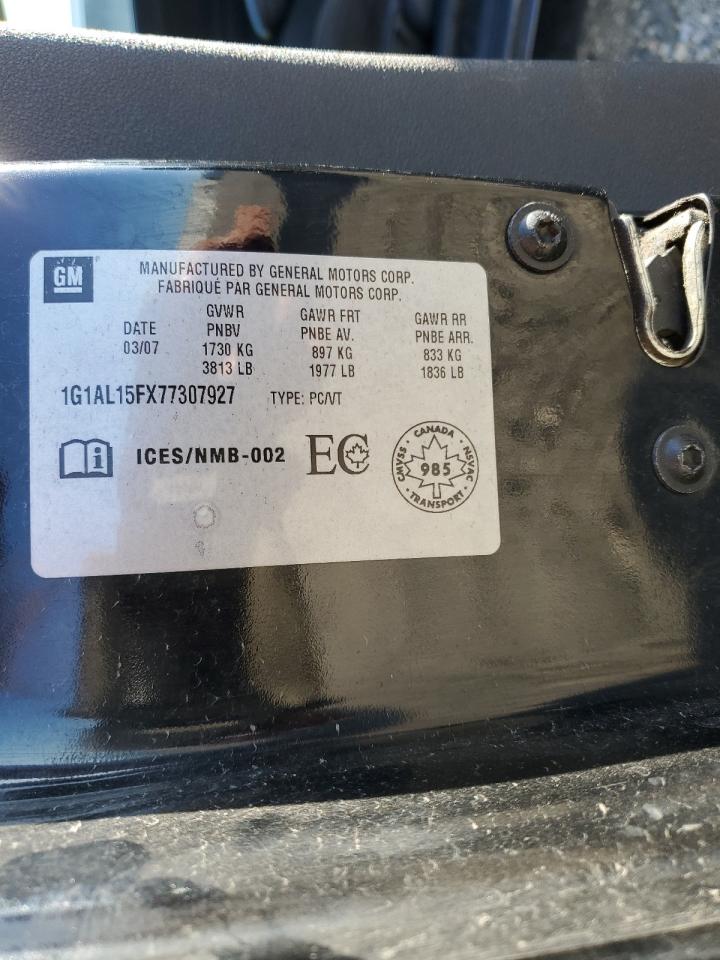 GM
MANUFACTURED BY GENERAL MOTORS CORP.
FABRIQUÉ PAR GENERAL MOTORS CORP.
GVWR GAWR FRT GAWR RR
DATE PNBV PNBE AV. PNBE ARR.
03/07 1730 KG 897 KG 833 KG
3813 LB 1977 LB 1836 LB
1G1AL15FX77307927 TYPE: PC/VT
i ICES/NMB-002 EC
CANADA
CMVSS 985 NSVAC
• TRANSPORT •